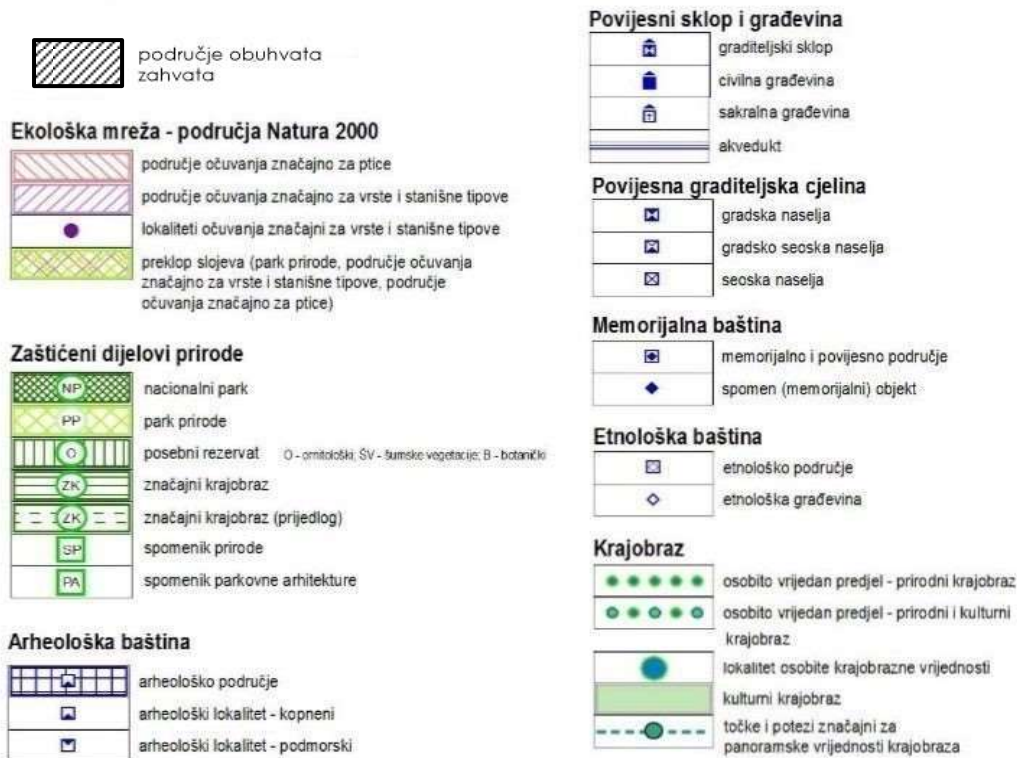 područje obuhvata
zahvata
Ekološka mreža - područja Natura 2000
područje očuvanja značajno za ptice
područje očuvanja značajno za vrste i stanišne tipove
lokaliteti očuvanja značajni za vrste i stanišne tipove
preklop slojeva (park prirode, područje očuvanja
značajno za vrste i stanišne tipove, područje
očuvanja značajno za ptice)
Zaštićeni dijelovi prirode
NP nacionalni park
PP park prirode
O posebni rezervat O - ornitološki; ŠV - šumske vegetacije; B - botanički
ZK značajni krajobraz
ZK značajni krajobraz (prijedlog)
SP spomenik prirode
PA spomenik parkovne arhitekture
Arheološka baština
arheološko područje
arheološki lokalitet - kopneni
arheološki lokalitet - podmorski
Povijesni sklop i građevina
graditeljski sklop
civilna građevina
sakralna građevina
akvedukt
Povijesna graditeljska cjelina
gradska naselja
gradsko seoska naselja
seoska naselja
Memorijalna baština
memorijalno i povijesno područje
spomen (memorijalni) objekt
Etnološka baština
etnološko područje
etnološka građevina
Krajobraz
osobito vrijedan predjel - prirodni krajobraz
osobito vrijedan predjel - prirodni i kulturni
krajobraz
lokalitet osobite krajobrazne vrijednosti
kulturni krajobraz
točke i potezi značajni za
panoramske vrijednosti krajobraza